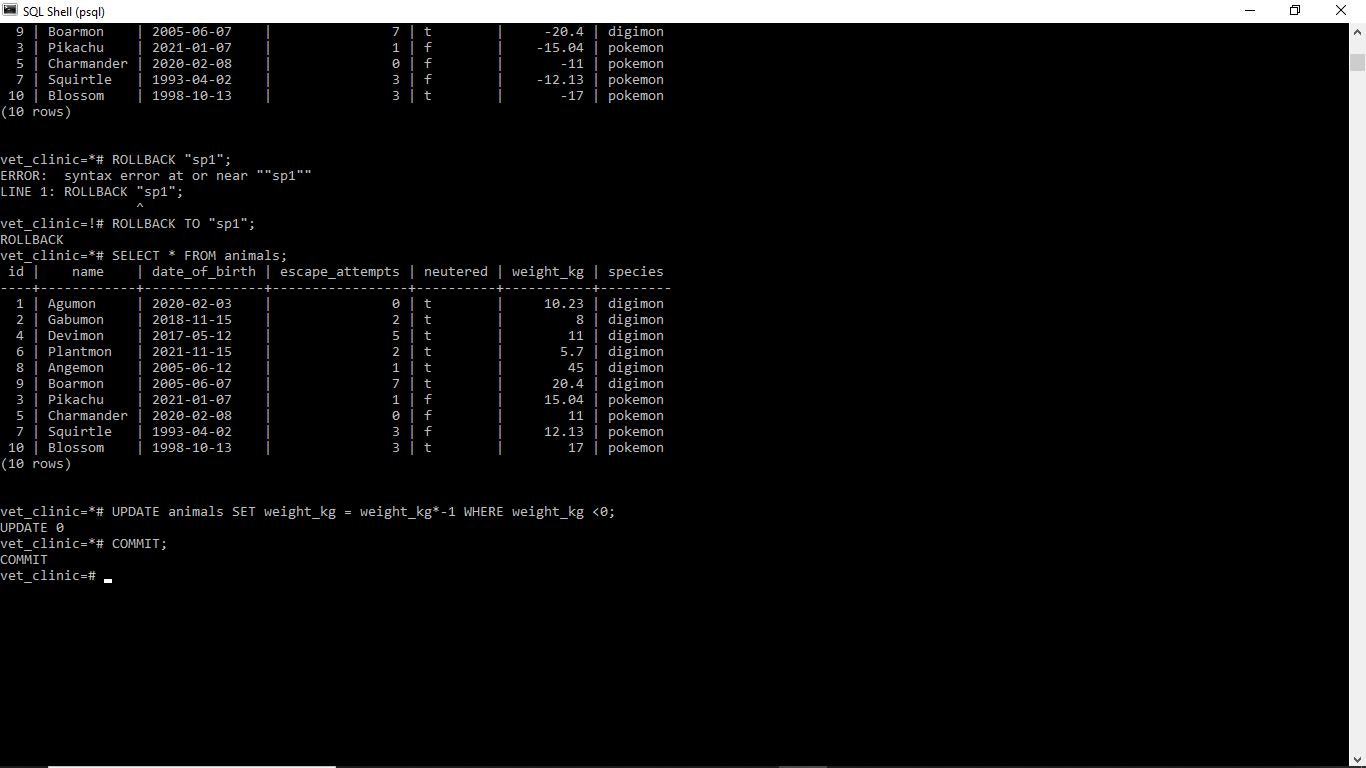 SQL Shell (psql)
  9 | Boarmon    | 2005-06-07    |               7 | t        |     -20.4 | digimon
  3 | Pikachu    | 2021-01-07    |               1 | f        |    -15.04 | pokemon
  5 | Charmander | 2020-02-08    |               0 | f        |       -11 | pokemon
  7 | Squirtle   | 1993-04-02    |               3 | f        |    -12.13 | pokemon
 10 | Blossom    | 1998-10-13    |               3 | t        |       -17 | pokemon
(10 rows)
vet_clinic=*# ROLLBACK "sp1";
ERROR:  syntax error at or near ""sp1""
LINE 1: ROLLBACK "sp1";
                 ^
vet_clinic=!# ROLLBACK TO "sp1";
ROLLBACK
vet_clinic=*# SELECT * FROM animals;
 id |    name    | date_of_birth | escape_attempts | neutered | weight_kg | species
----+------------+---------------+-----------------+----------+-----------+---------
  1 | Agumon     | 2020-02-03    |               0 | t        |     10.23 | digimon
  2 | Gabumon    | 2018-11-15    |               2 | t        |         8 | digimon
  4 | Devimon    | 2017-05-12    |               5 | t        |        11 | digimon
  6 | Plantmon   | 2021-11-15    |               2 | t        |       5.7 | digimon
  8 | Angemon    | 2005-06-12    |               1 | t        |        45 | digimon
  9 | Boarmon    | 2005-06-07    |               7 | t        |      20.4 | digimon
  3 | Pikachu    | 2021-01-07    |               1 | f        |     15.04 | pokemon
  5 | Charmander | 2020-02-08    |               0 | f        |        11 | pokemon
  7 | Squirtle   | 1993-04-02    |               3 | f        |     12.13 | pokemon
 10 | Blossom    | 1998-10-13    |               3 | t        |        17 | pokemon
(10 rows)
vet_clinic=*# UPDATE animals SET weight_kg = weight_kg*-1 WHERE weight_kg <0;
UPDATE 0
vet_clinic=*# COMMIT;
COMMIT
vet_clinic=#